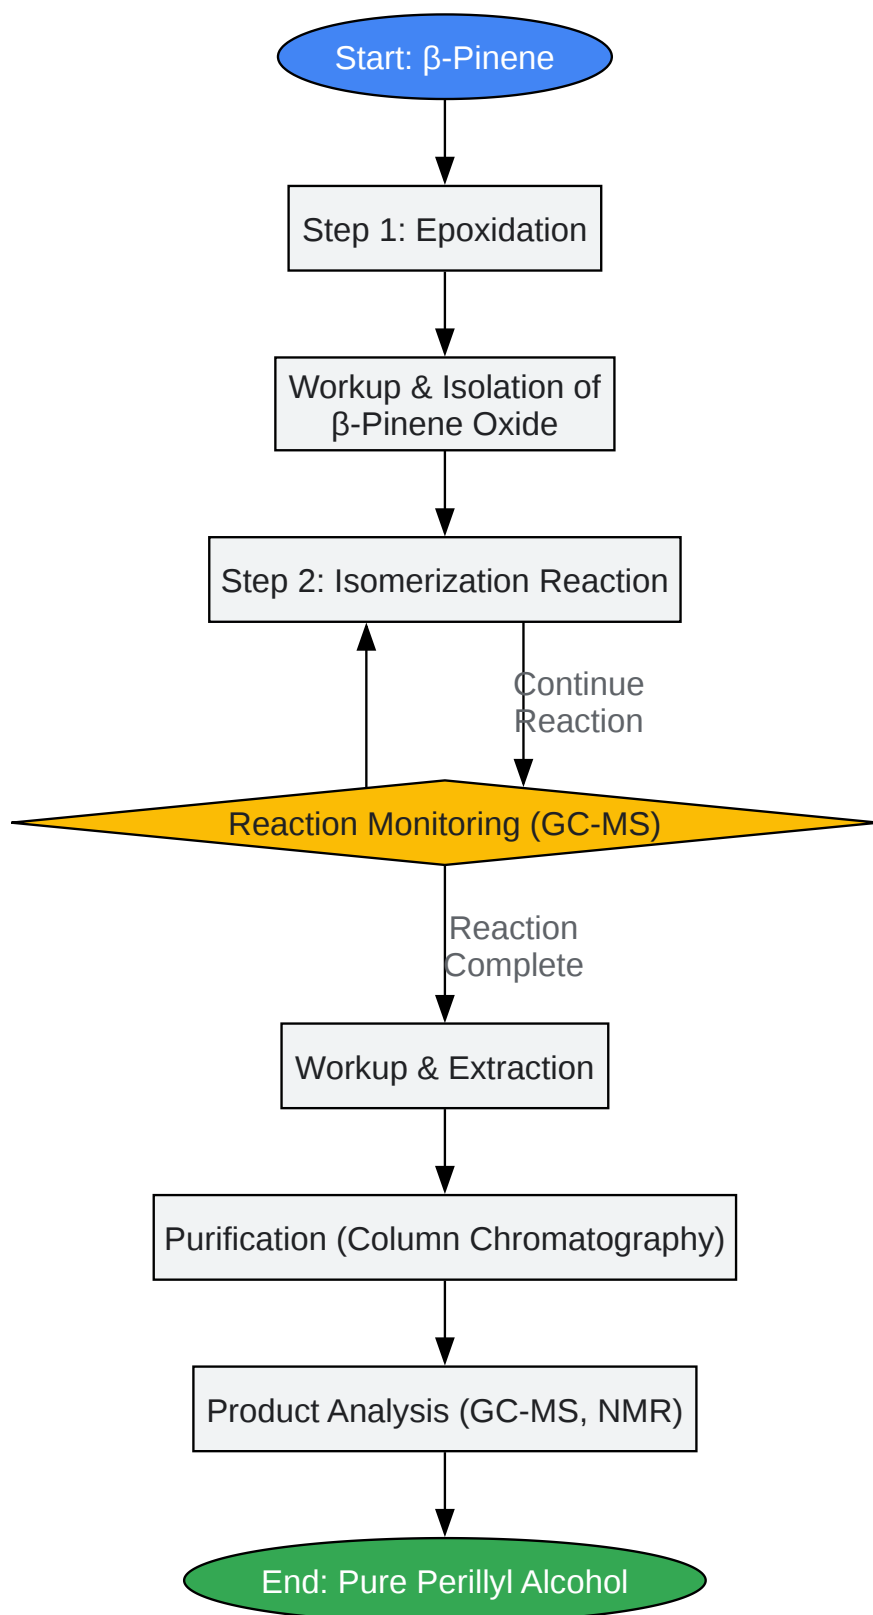 Start: β-Pinene
Step 1: Epoxidation
Workup & Isolation of
β-Pinene Oxide
Step 2: Isomerization Reaction
Continue
Reaction
Reaction Monitoring (GC-MS)
Reaction
Complete
Workup & Extraction
Purification (Column Chromatography)
Product Analysis (GC-MS, NMR)
End: Pure Perillyl Alcohol